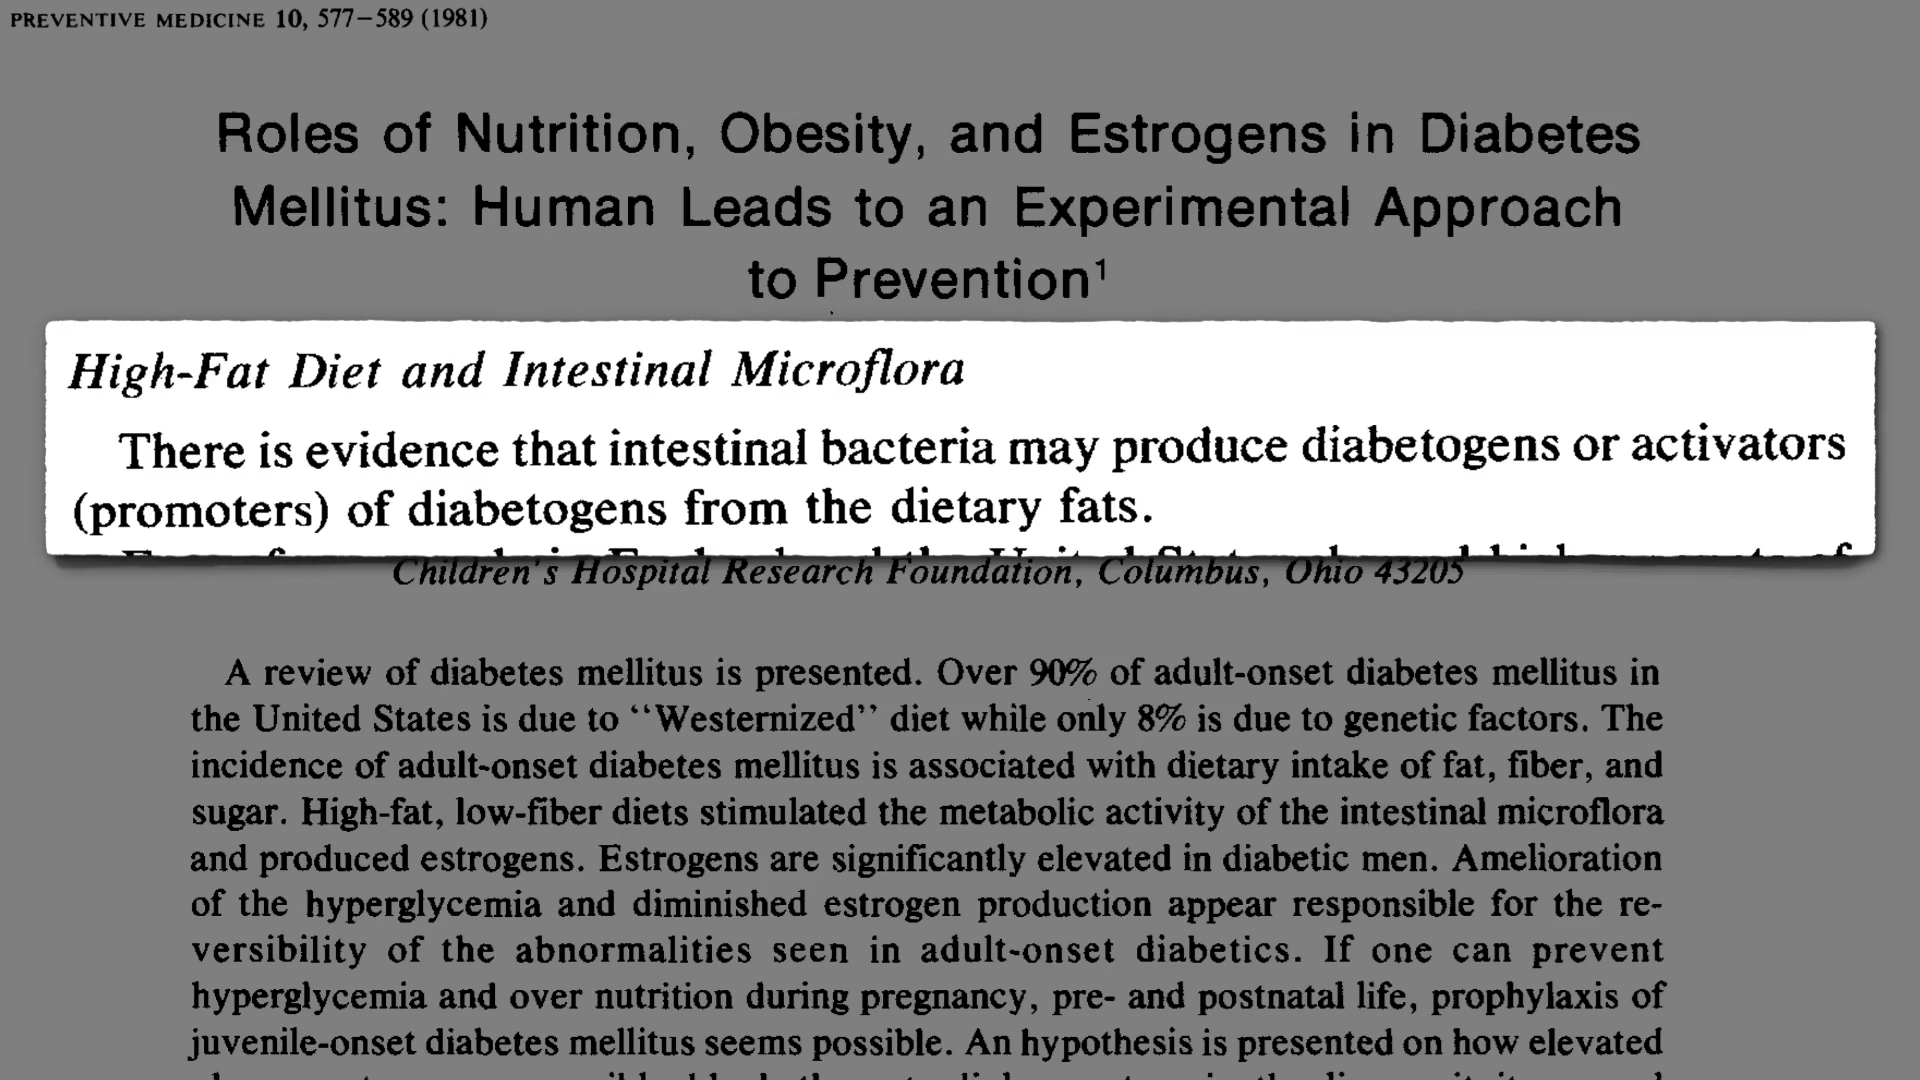 PREVENTIVE MEDICINE 10, 577–589 (1981)
Roles of Nutrition, Obesity, and Estrogens in Diabetes
Mellitus: Human Leads to an Experimental Approach
to Prevention¹
High-Fat Diet and Intestinal Microflora
There is evidence that intestinal bacteria may produce diabetogens or activators
(promoters) of diabetogens from the dietary fats.
Children's Hospital Research Foundation, Columbus, Ohio 43205
A review of diabetes mellitus is presented. Over 90% of adult-onset diabetes mellitus in
the United States is due to ‘‘Westernized’’ diet while only 8% is due to genetic factors. The
incidence of adult-onset diabetes mellitus is associated with dietary intake of fat, fiber, and
sugar. High-fat, low-fiber diets stimulated the metabolic activity of the intestinal microflora
and produced estrogens. Estrogens are significantly elevated in diabetic men. Amelioration
of the hyperglycemia and diminished estrogen production appear responsible for the re-
versibility of the abnormalities seen in adult-onset diabetics. If one can prevent
hyperglycemia and over nutrition during pregnancy, pre- and postnatal life, prophylaxis of
juvenile-onset diabetes mellitus seems possible. An hypothesis is presented on how elevated